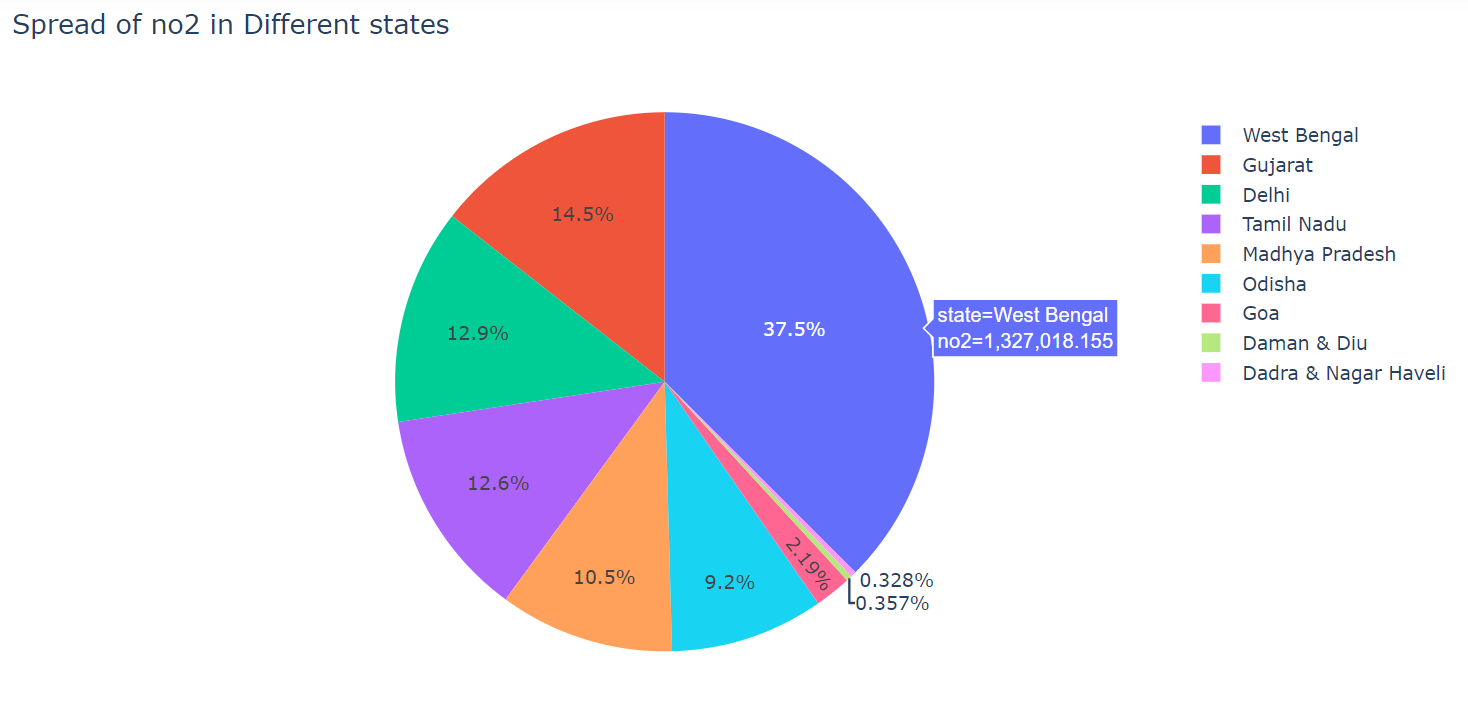 Spread of no2 in Different states
West Bengal
Gujarat
Delhi
Tamil Nadu
Madhya Pradesh
Odisha
Goa
Daman & Diu
Dadra & Nagar Haveli
14.5%
37.5%
12.9%
12.6%
10.5%
9.2%
2.19%
0.328%
0.357%
state=West Bengal
no2=1,327,018.155